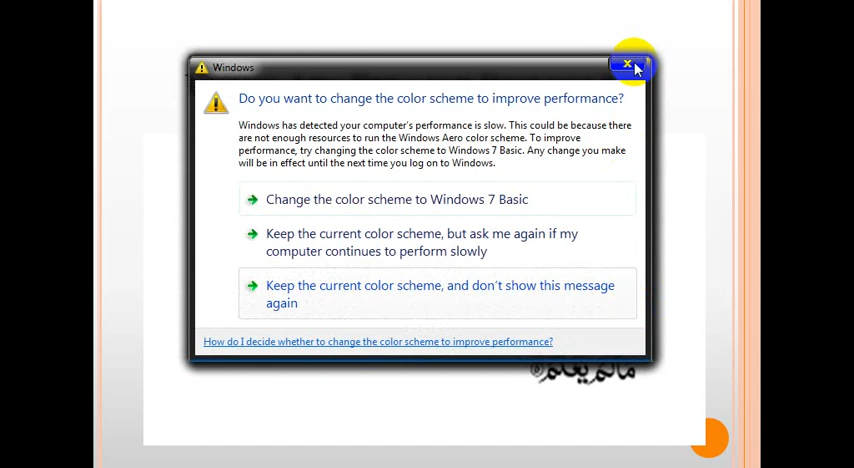 Windows
Do you want to change the color scheme to improve performance?
Windows has detected your computer's performance is slow. This could be because there
are not enough resources to run the Windows Aero color scheme. To improve
performance, try changing the color scheme to Windows 7 Basic. Any change you make
will be in effect until the next time you log on to Windows.
Change the color scheme to Windows 7 Basic
Keep the current color scheme, but ask me again if my
computer continues to perform slowly
Keep the current color scheme, and don't show this message
again
How do I decide whether to change the color scheme to improve performance?
مالم يعلم